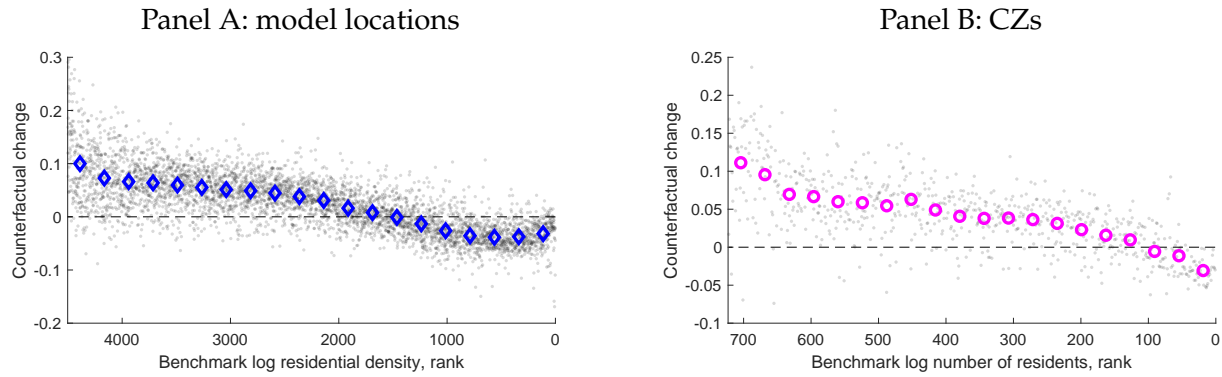 Panel A: model locations
0.3
0.2
0.1
0
-0.1
-0.2
Counterfactual change
4000 3000 2000 1000 0
Benchmark log residential density, rank
Panel B: CZs
0.25
0.2
0.15
0.1
0.05
0
-0.05
-0.1
Counterfactual change
700 600 500 400 300 200 100 0
Benchmark log number of residents, rank